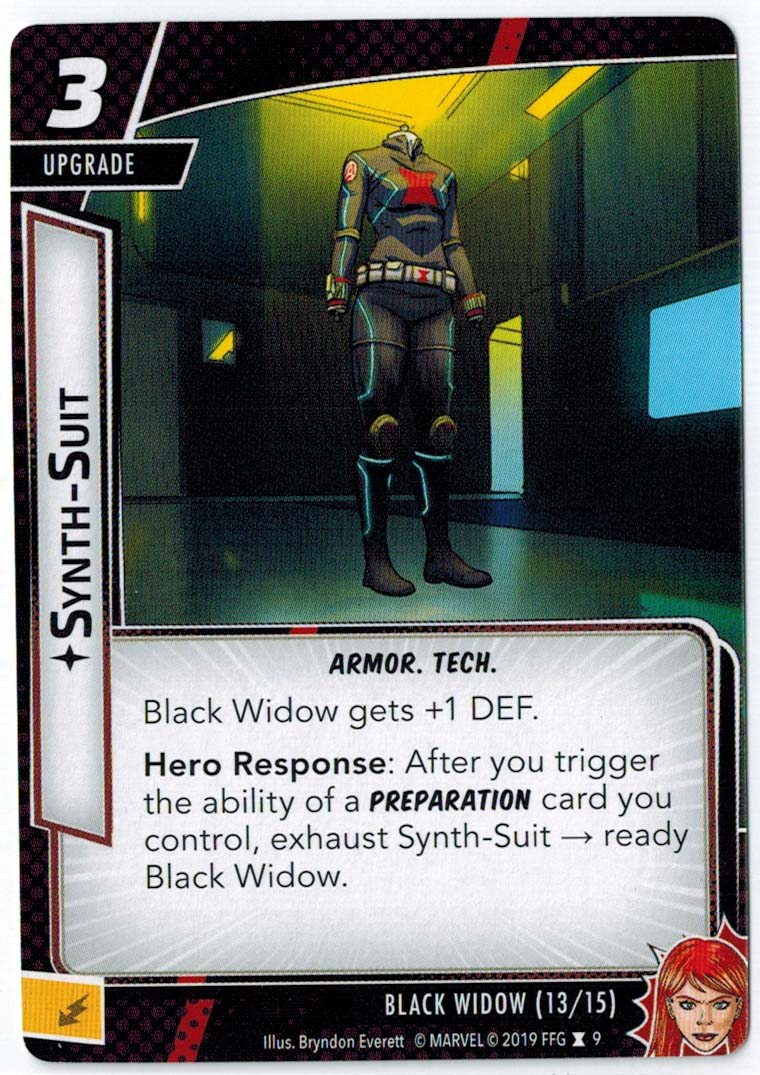 3
UPGRADE
SYNTH-SUIT
ARMOR. TECH.
Black Widow gets +1 DEF.
Hero Response: After you trigger
the ability of a PREPARATION card you
control, exhaust Synth-Suit → ready
Black Widow.
BLACK WIDOW (13/15)
Illus. Bryndon Everett © MARVEL © 2019 FFG 9